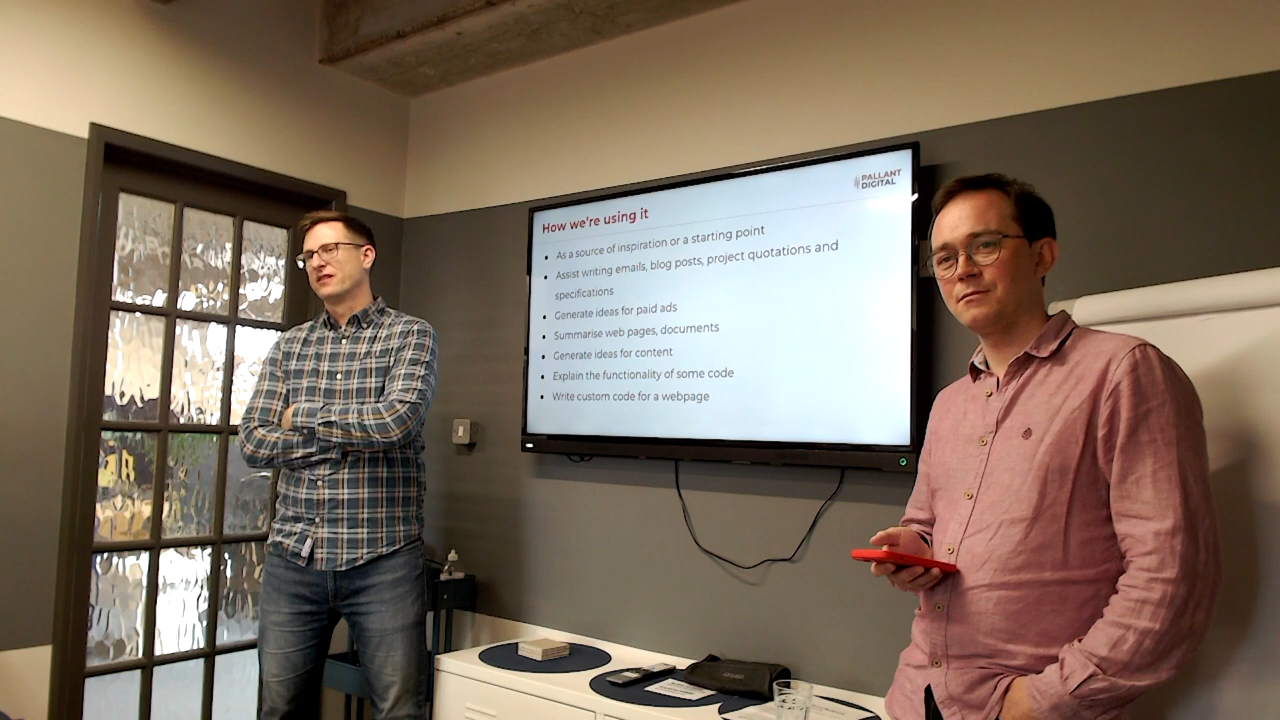 PALLANT
DIGITAL
How we're using it
• As a source of inspiration or a starting point
• Assist writing emails, blog posts, project quotations and
specifications
• Generate ideas for paid ads
• Summarise web pages, documents
• Generate ideas for content
• Explain the functionality of some code
• Write custom code for a webpage